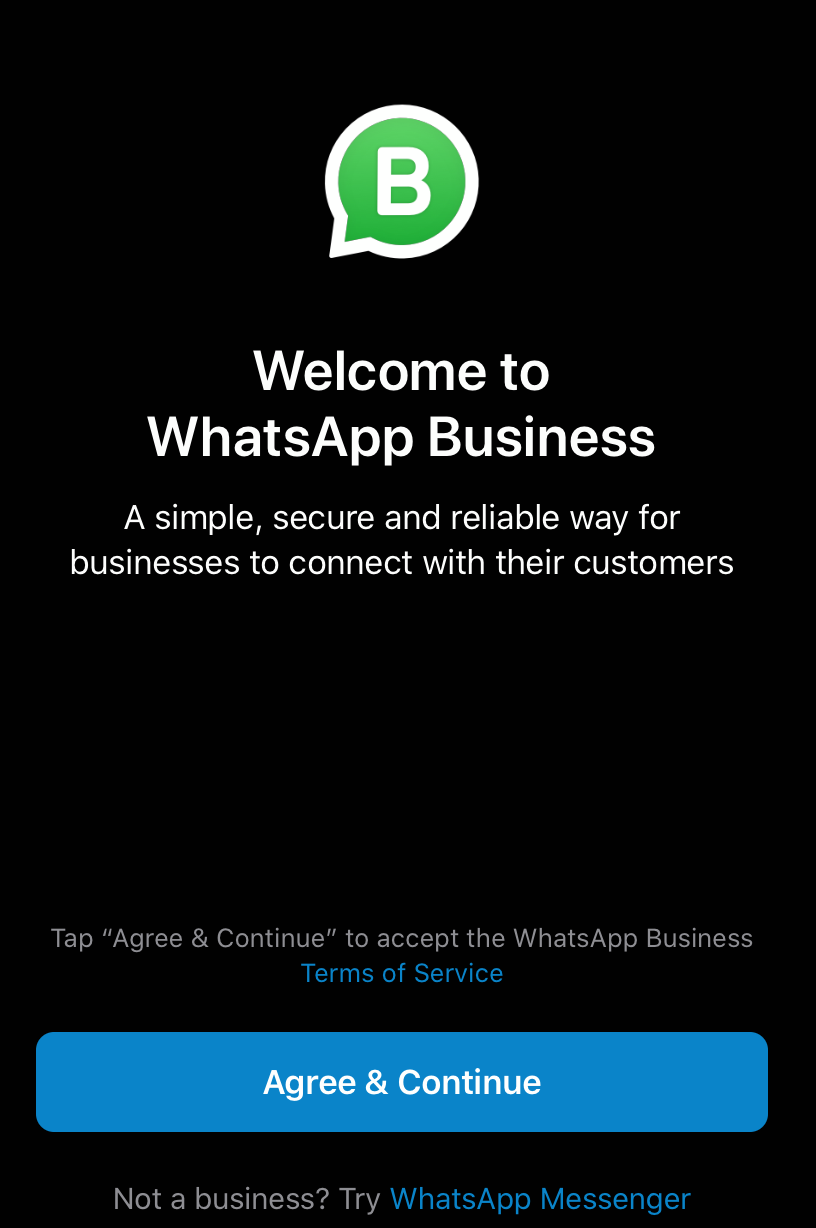 B
Welcome to
WhatsApp Business
A simple, secure and reliable way for
businesses to connect with their customers
Tap “Agree & Continue” to accept the WhatsApp Business
Terms of Service
Agree & Continue
Not a business? Try WhatsApp Messenger